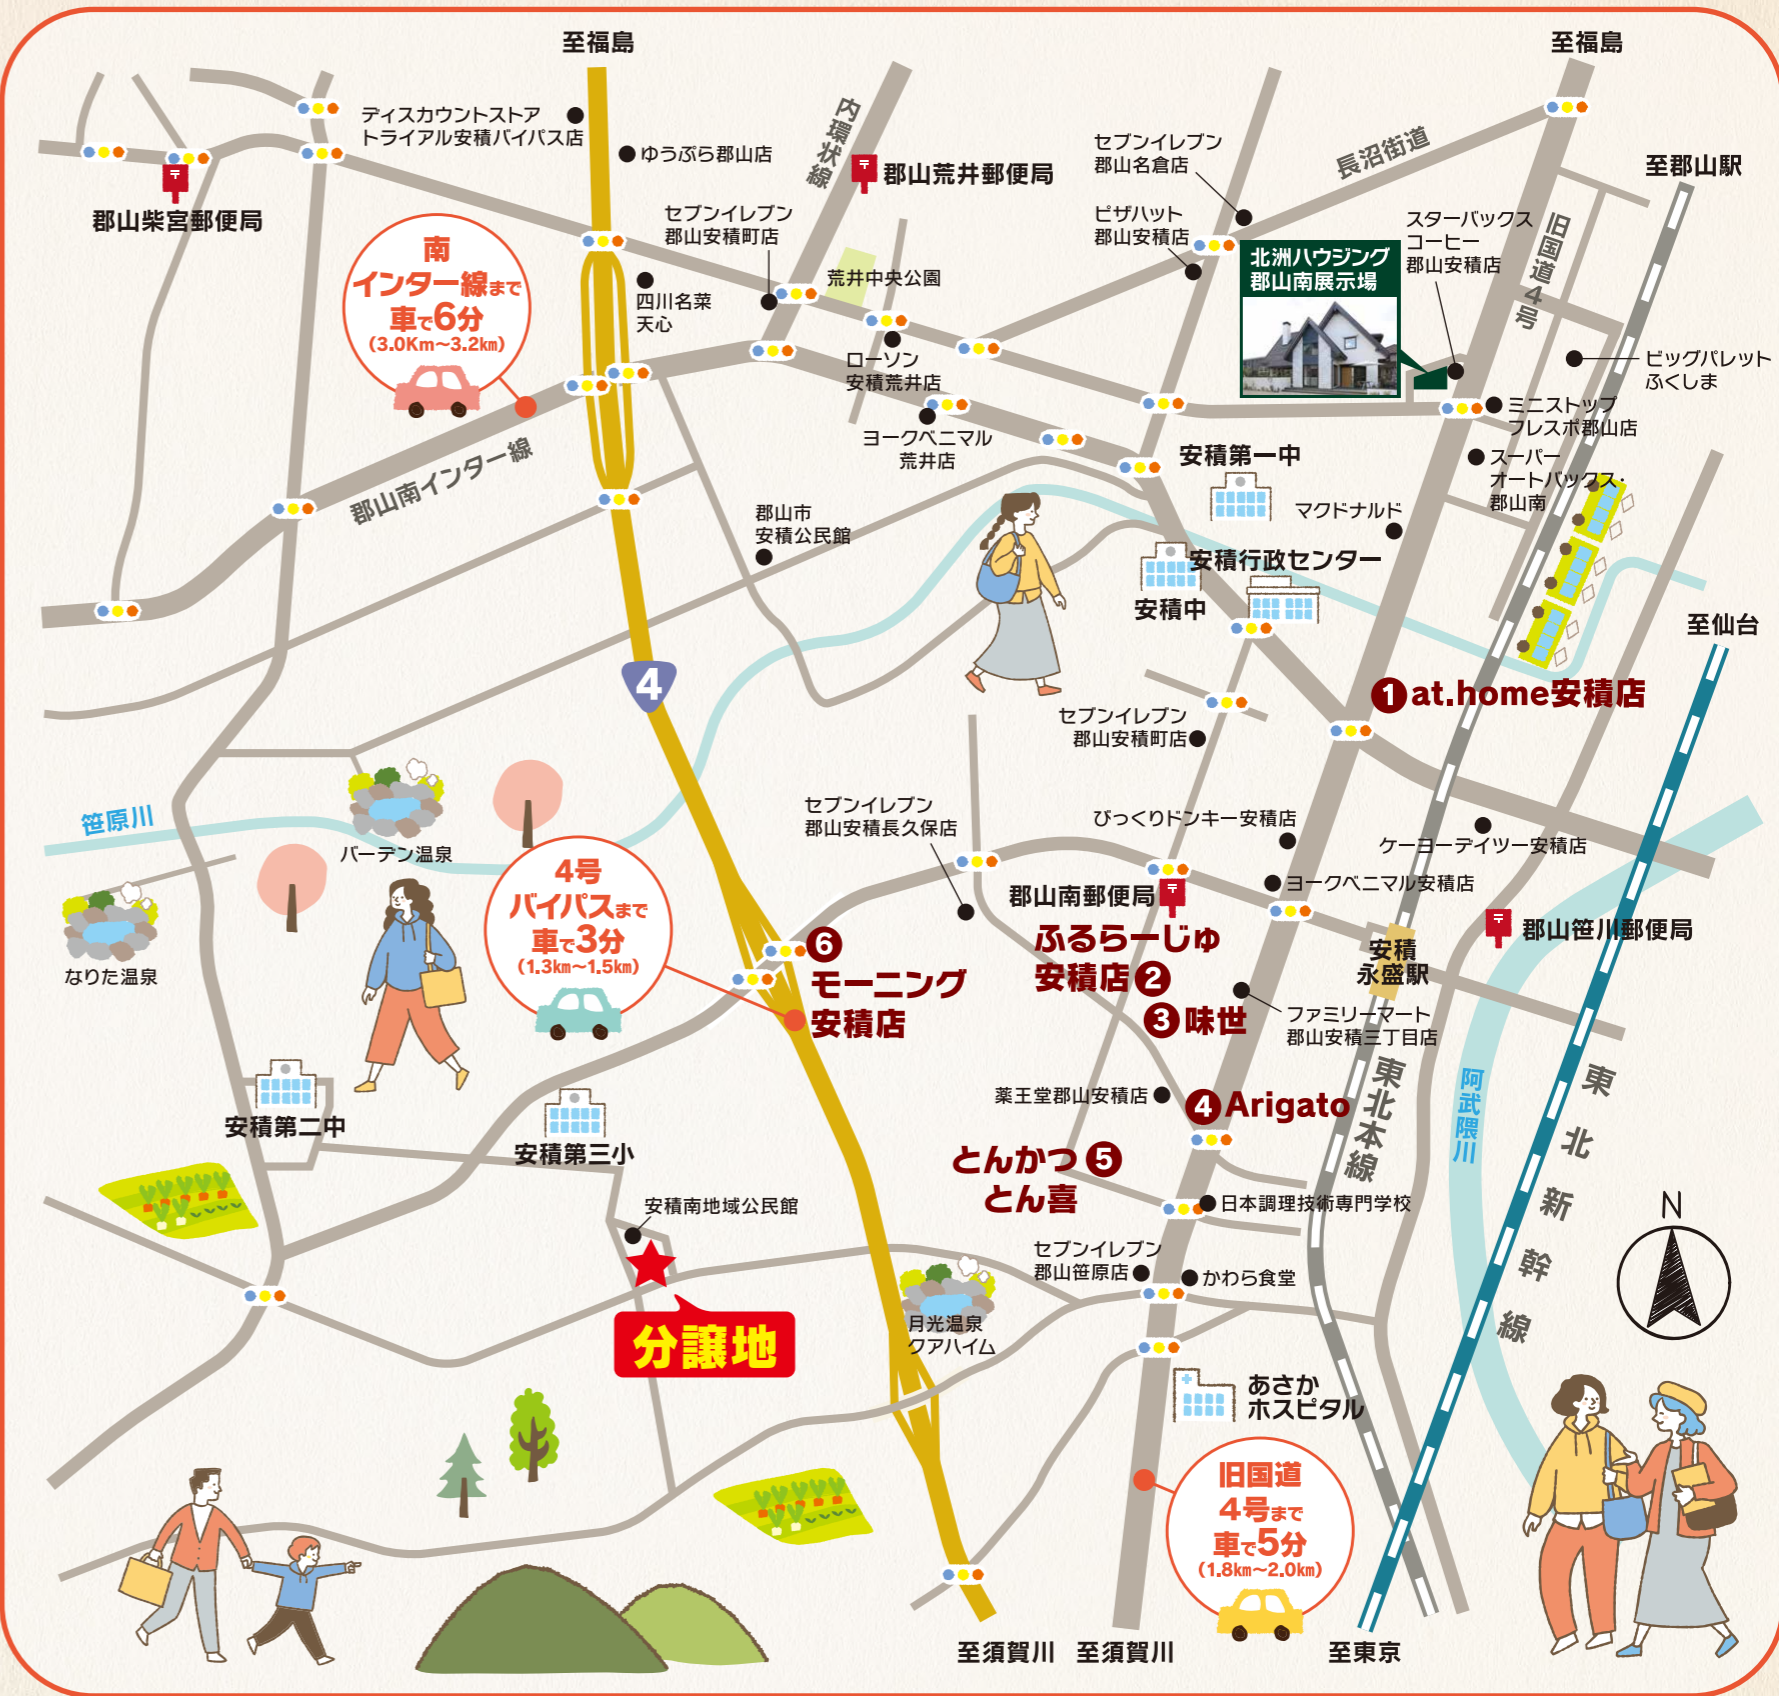 至福島
至福島
ディスカウントストア
トライアル安積バイパス店
ゆうぷら郡山店
内環状線
郡山荒井郵便局
セブンイレブン
郡山名倉店
長沼街道
至郡山駅
郡山柴宮郵便局
セブンイレブン
郡山安積町店
ピザハット
郡山安積店
スターバックス
コーヒー
郡山安積店
旧国道4号
南
インター線まで
車で6分
(3.0Km〜3.2km)
四川名菜
天心
荒井中央公園
北洲ハウジング
郡山南展示場
ローソン
安積荒井店
ビッグパレット
ふくしま
ミニストップ
フレスポ郡山店
ヨークベニマル
荒井店
郡山南インター線
安積第一中
スーパー
オートバックス・
郡山南
郡山市
安積公民館
マクドナルド
安積行政センター
安積中
至仙台
4
1 at.home安積店
セブンイレブン
郡山安積町店
笹原川
バーデン温泉
セブンイレブン
郡山安積長久保店
びっくりドンキー安積店
ケーヨーデイツー安積店
4号
バイパスまで
車で3分
(1.3km〜1.5km)
郡山南郵便局
ヨークベニマル安積店
郡山笹川郵便局
なりた温泉
6
モーニング
安積店
ふるらーじゅ
安積店 2
3 味世
安積
永盛駅
ファミリーマート
郡山安積三丁目店
東北本線
阿武隈川
東北新幹線
薬王堂郡山安積店
4 Arigato
安積第二中
安積第三小
とんかつ 5
とん喜
安積南地域公民館
日本調理技術専門学校
N
セブンイレブン
郡山笹原店
かわら食堂
分譲地
月光温泉
クアハイム
あさか
ホスピタル
旧国道
4号まで
車で5分
(1.8km〜2.0km)
至須賀川
至須賀川
至東京